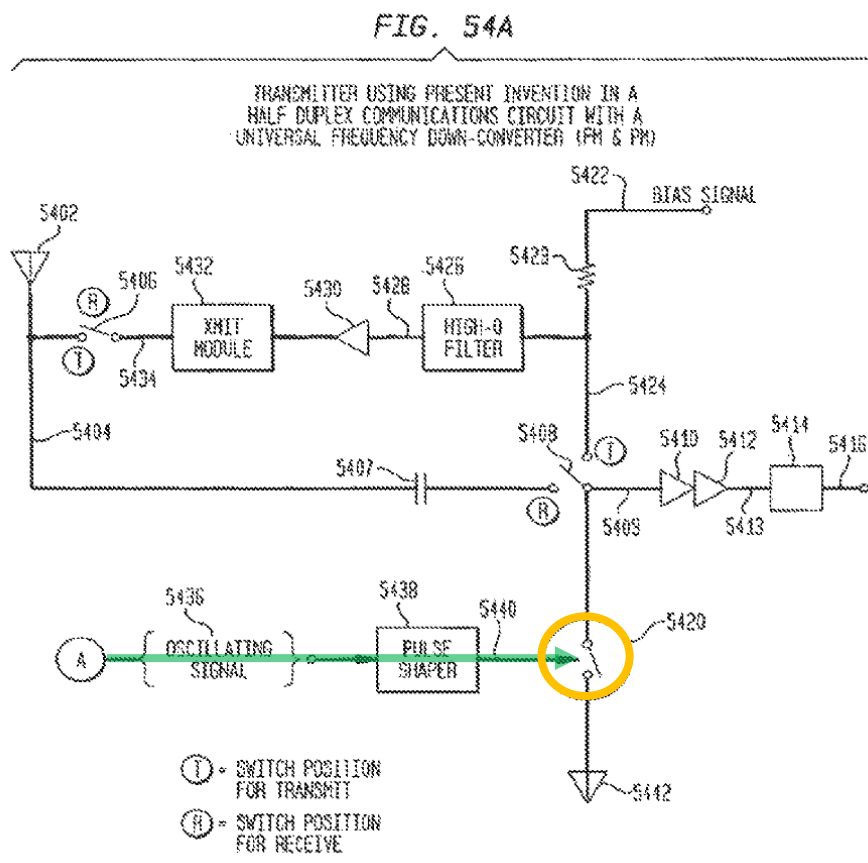 FIG. 54A
TRANSMITTER USING PRESENT INVENTION IN A
HALF DUPLEX COMMUNICATIONS CIRCUIT WITH A
UNIVERSAL FREQUENCY DOWN-CONVERTER (FM & PM)
5422
BIAS SIGNAL
5402
5406
5432
5430
5428
5426
5423
R
XMIT
MODULE
HIGH-Q
FILTER
T
5434
5424
5404
5408
5410
5412
5414
5416
5407
T
R
5409
5413
5436
5438
5440
5420
A
OSCILLATING
SIGNAL
PULSE
SHAPER
T = SWITCH POSITION
FOR TRANSMIT
5442
R = SWITCH POSITION
FOR RECEIVE